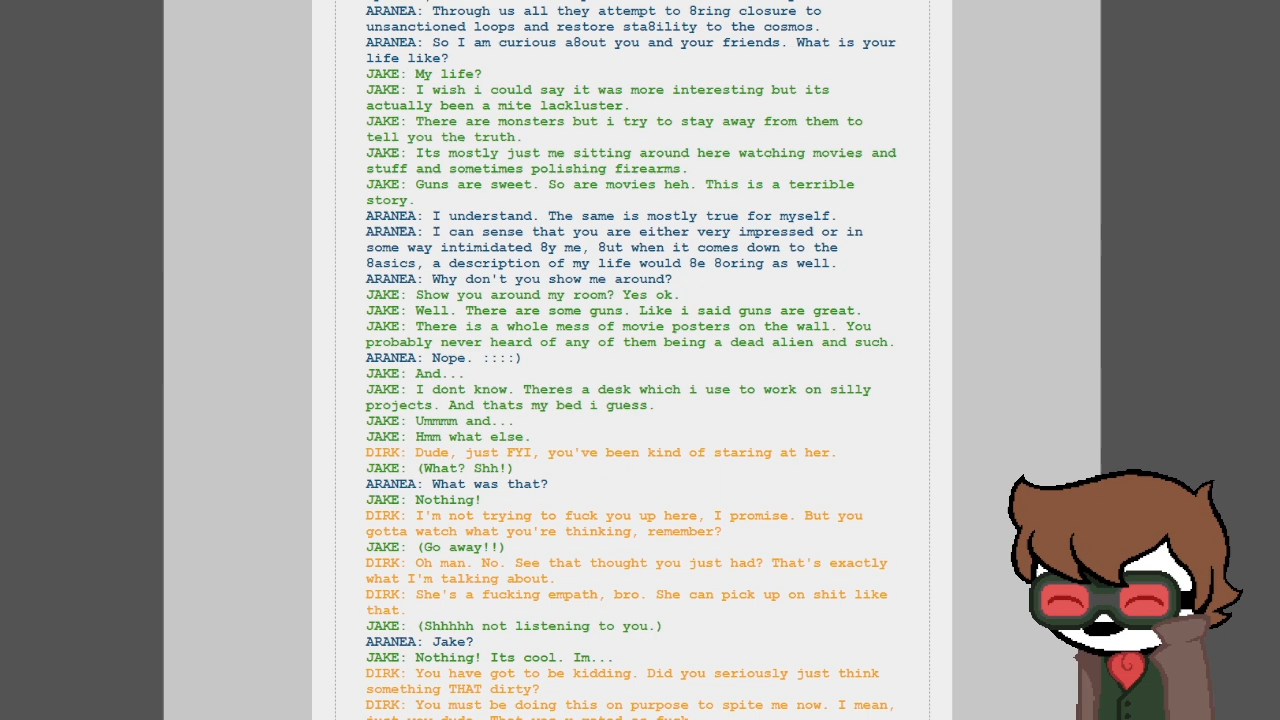 ARANEA: Through us all they attempt to 8ring closure to
unsanctioned loops and restore sta8ility to the cosmos.
ARANEA: So I am curious a8out you and your friends. What is your
life like?
JAKE: My life?
JAKE: I wish i could say it was more interesting but its
actually been a mite lackluster.
JAKE: There are monsters but i try to stay away from them to
tell you the truth.
JAKE: Its mostly just me sitting around here watching movies and
stuff and sometimes polishing firearms.
JAKE: Guns are sweet. So are movies heh. This is a terrible
story.
ARANEA: I understand. The same is mostly true for myself.
ARANEA: I can sense that you are either very impressed or in
some way intimidated 8y me, 8ut when it comes down to the
8asics, a description of my life would 8e 8oring as well.
ARANEA: Why don't you show me around?
JAKE: Show you around my room? Yes ok.
JAKE: Well. There are some guns. Like i said guns are great.
JAKE: There is a whole mess of movie posters on the wall. You
probably never heard of any of them being a dead alien and such.
ARANEA: Nope. ::::)
JAKE: And...
JAKE: I dont know. Theres a desk which i use to work on silly
projects. And thats my bed i guess.
JAKE: Ummmm and...
JAKE: Hmm what else.
DIRK: Dude, just FYI, you've been kind of staring at her.
JAKE: (What? Shh!)
ARANEA: What was that?
JAKE: Nothing!
DIRK: I'm not trying to fuck you up here, I promise. But you
gotta watch what you're thinking, remember?
JAKE: (Go away!!)
DIRK: Oh man. No. See that thought you just had? That's exactly
what I'm talking about.
DIRK: She's a fucking empath, bro. She can pick up on shit like
that.
JAKE: (Shhhhh not listening to you.)
ARANEA: Jake?
JAKE: Nothing! Its cool. Im...
DIRK: You have got to be kidding. Did you seriously just think
something THAT dirty?
DIRK: You must be doing this on purpose to spite me now. I mean,